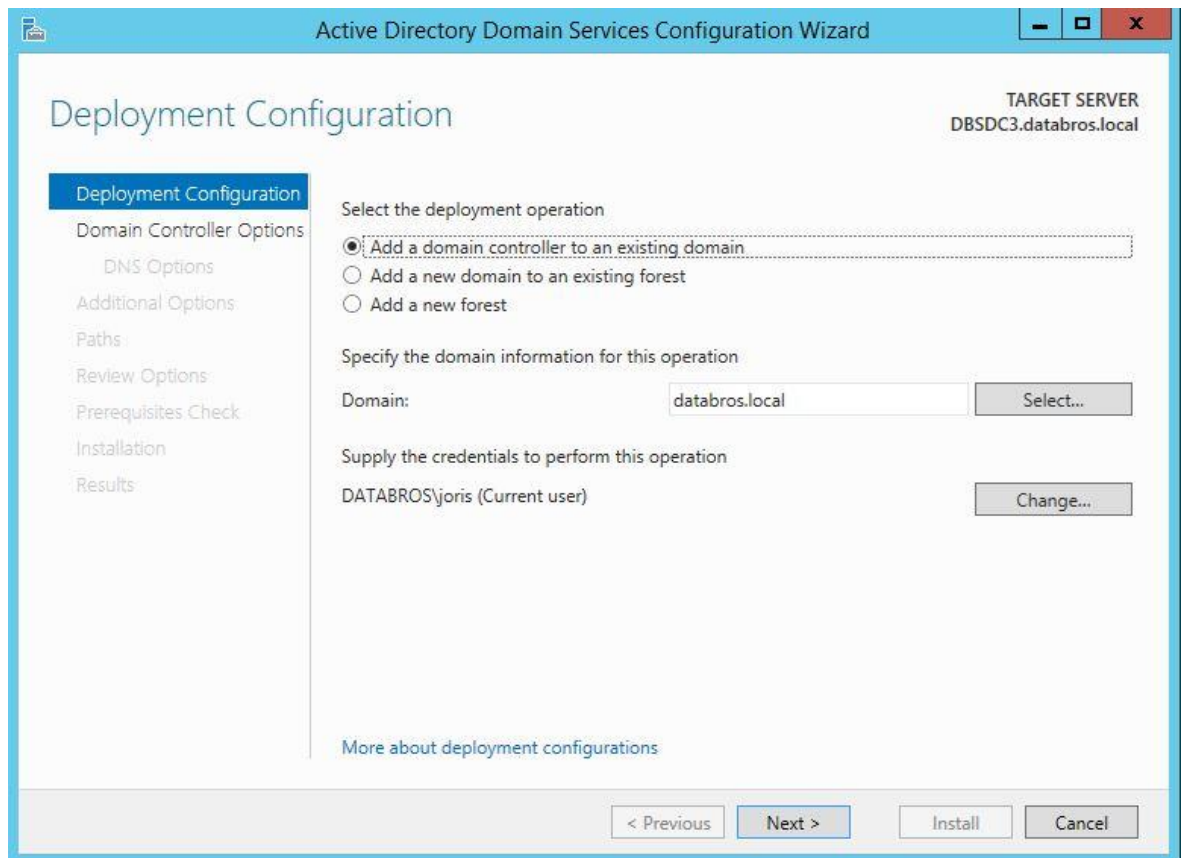 Active Directory Domain Services Configuration Wizard
Deployment Configuration
TARGET SERVER
DBSDC3.databros.local
Deployment Configuration
Domain Controller Options
DNS Options
Additional Options
Paths
Review Options
Prerequisites Check
Installation
Results
Select the deployment operation
Add a domain controller to an existing domain
Add a new domain to an existing forest
Add a new forest
Specify the domain information for this operation
Domain:
databros.local
Select...
Supply the credentials to perform this operation
DATABROS\joris (Current user)
Change...
More about deployment configurations
< Previous
Next >
Install
Cancel